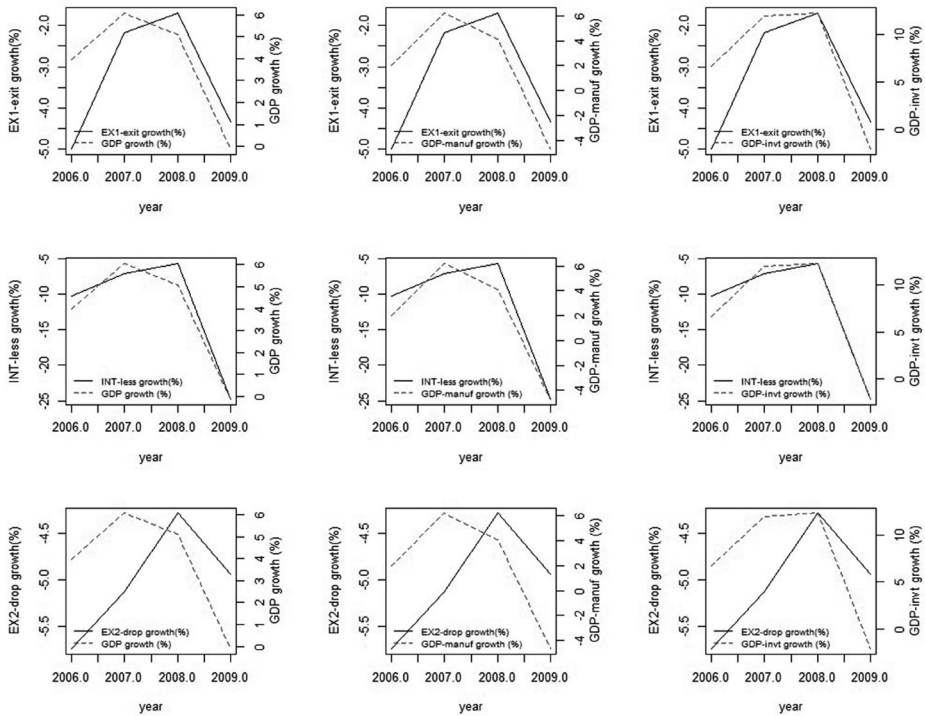 EX1-exit growth(%)
-5.0 -4.0 -3.0 -2.0
EX1-exit growth(%)
GDP growth (%)
0 1 2 3 4 5 6
GDP growth (%)
2006.0 2007.0 2008.0 2009.0
year
EX1-exit growth(%)
-5.0 -4.0 -3.0 -2.0
EX1-exit growth(%)
GDP-manuf growth (%)
-4 -2 0 2 4 6
GDP-manuf growth (%)
2006.0 2007.0 2008.0 2009.0
year
EX1-exit growth(%)
-5.0 -4.0 -3.0 -2.0
EX1-exit growth(%)
GDP-invt growth (%)
0 5 10
GDP-invt growth (%)
2006.0 2007.0 2008.0 2009.0
year
INT-less growth(%)
-25 -20 -15 -10 -5
INT-less growth(%)
GDP growth (%)
0 1 2 3 4 5 6
GDP growth (%)
2006.0 2007.0 2008.0 2009.0
year
INT-less growth(%)
-25 -20 -15 -10 -5
INT-less growth(%)
GDP-manuf growth (%)
-4 -2 0 2 4 6
GDP-manuf growth (%)
2006.0 2007.0 2008.0 2009.0
year
INT-less growth(%)
-25 -20 -15 -10 -5
INT-less growth(%)
GDP-invt growth (%)
0 5 10
GDP-invt growth (%)
2006.0 2007.0 2008.0 2009.0
year
EX2-drop growth(%)
-5.5 -5.0 -4.5
EX2-drop growth(%)
GDP growth (%)
0 1 2 3 4 5 6
GDP growth (%)
2006.0 2007.0 2008.0 2009.0
year
EX2-drop growth(%)
-5.5 -5.0 -4.5
EX2-drop growth(%)
GDP-manuf growth (%)
-4 -2 0 2 4 6
GDP-manuf growth (%)
2006.0 2007.0 2008.0 2009.0
year
EX2-drop growth(%)
-5.5 -5.0 -4.5
EX2-drop growth(%)
GDP-invt growth (%)
0 5 10
GDP-invt growth (%)
2006.0 2007.0 2008.0 2009.0
year